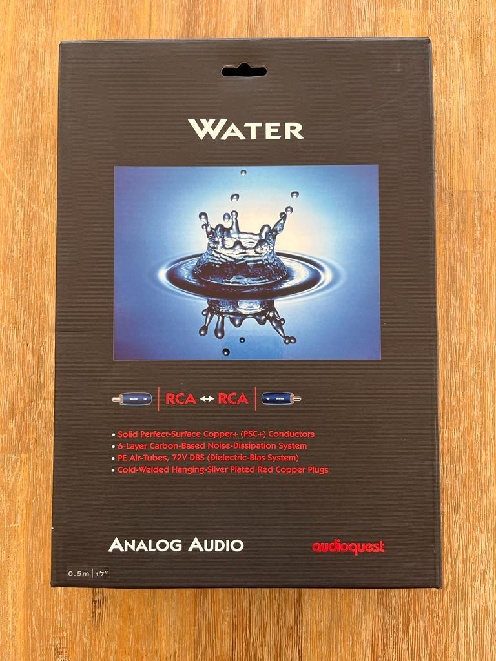 WATER
RCA ↔ RCA
• Solid Perfect-Surface Copper+ (PSC+) Conductors
• 6-Layer Carbon-Based Noise-Dissipation System
• PE Air-Tubes, 72V DBS (Dielectric-Bias System)
• Cold-Welded Hanging-Silver Plated Red Copper Plugs
ANALOG AUDIO
audioquest
0.5m | 1'7"